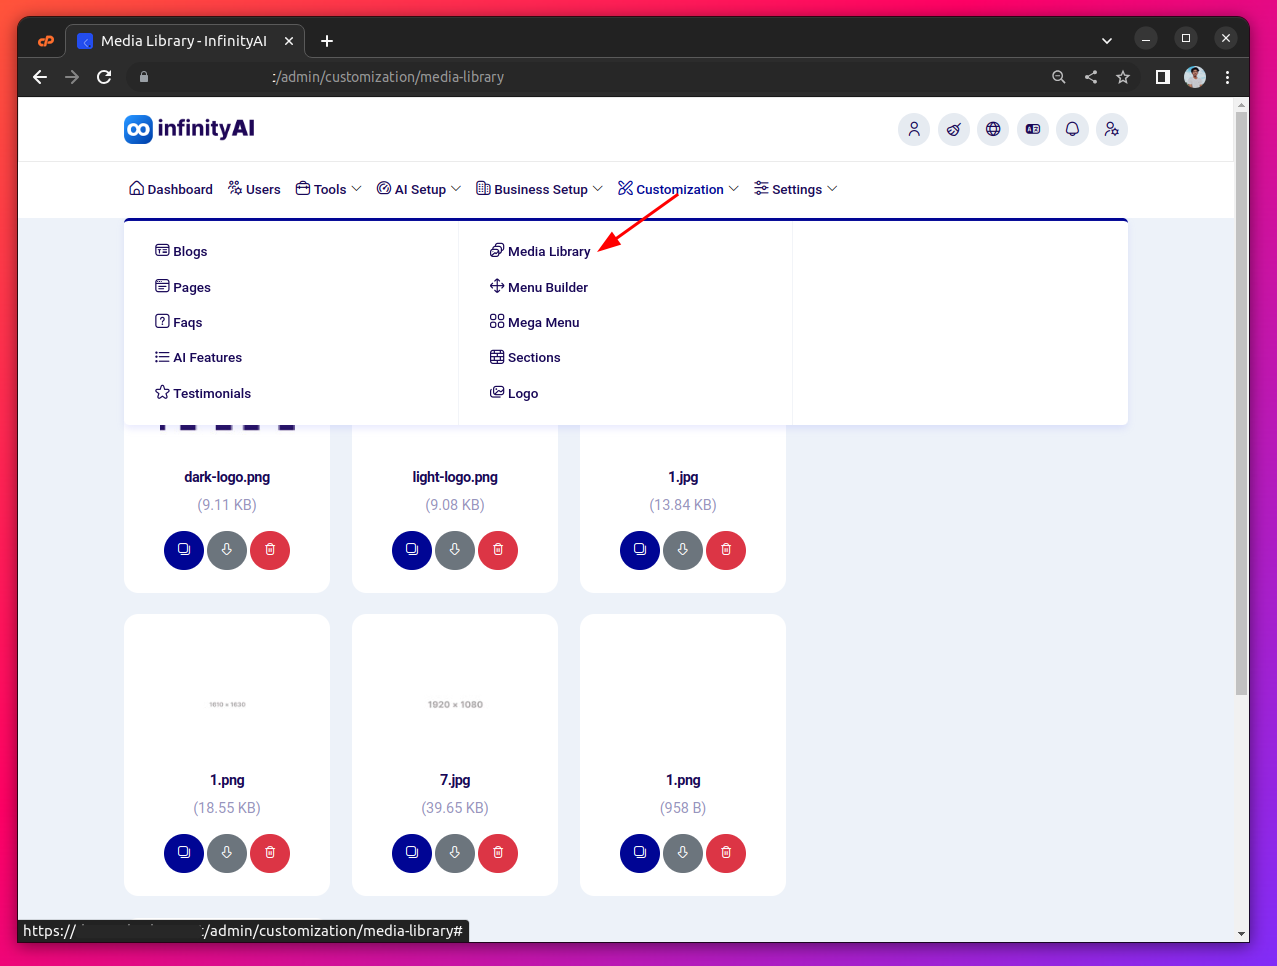 Media Library - InfinityAI
:/admin/customization/media-library
infinityAI
Dashboard Users Tools AI Setup Business Setup Customization Settings
Blogs
Pages
Faqs
AI Features
Testimonials
Media Library
Menu Builder
Mega Menu
Sections
Logo
dark-logo.png
(9.11 KB)
light-logo.png
(9.08 KB)
1.jpg
(13.84 KB)
1610 × 1630
1.png
(18.55 KB)
1920 × 1080
7.jpg
(39.65 KB)
1.png
(958 B)
https:// :/admin/customization/media-library#